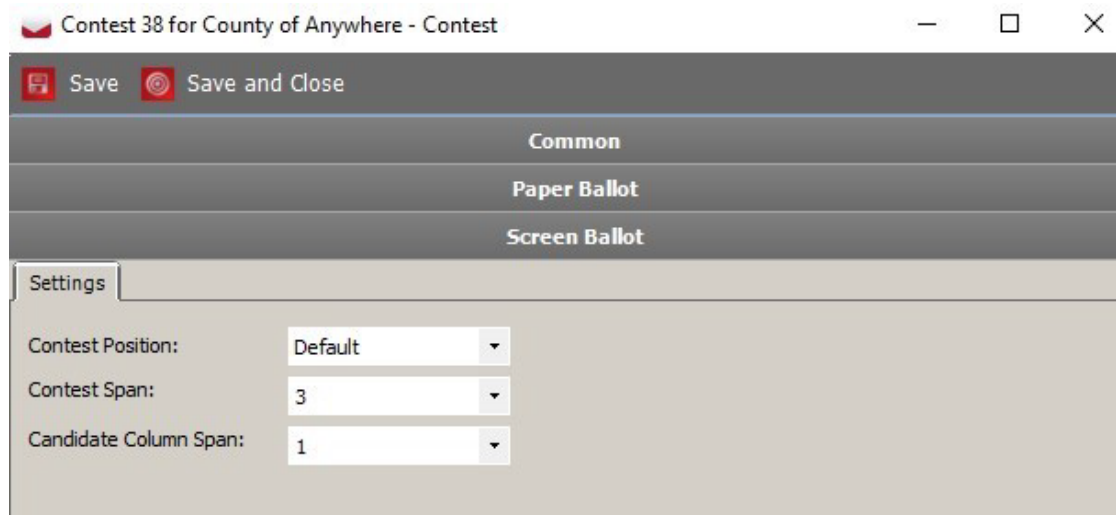 Contest 38 for County of Anywhere - Contest
Save Save and Close
Common
Paper Ballot
Screen Ballot
Settings
Contest Position: Default
Contest Span: 3
Candidate Column Span: 1